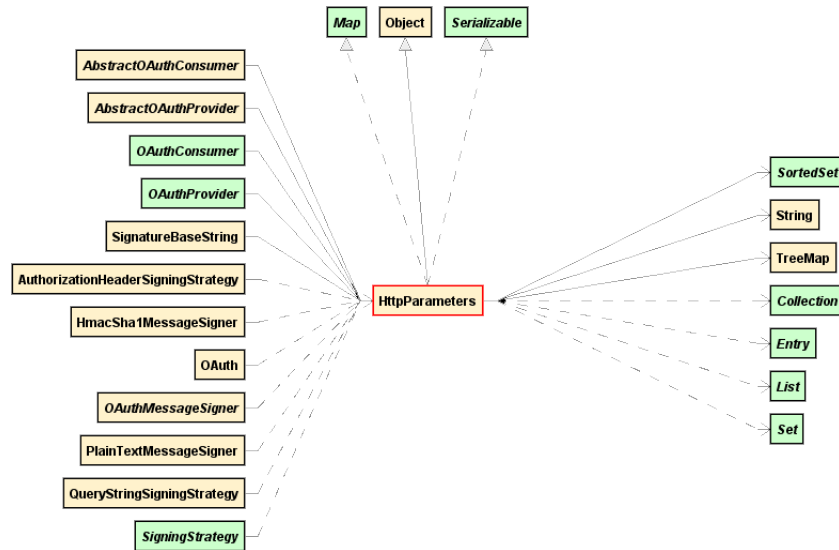 Map
Object
Serializable
AbstractOAuthConsumer
AbstractOAuthProvider
OAuthConsumer
OAuthProvider
SignatureBaseString
AuthorizationHeaderSigningStrategy
HmacSha1MessageSigner
OAuth
OAuthMessageSigner
PlainTextMessageSigner
QueryStringSigningStrategy
SigningStrategy
HttpParameters
SortedSet
String
TreeMap
Collection
Entry
List
Set